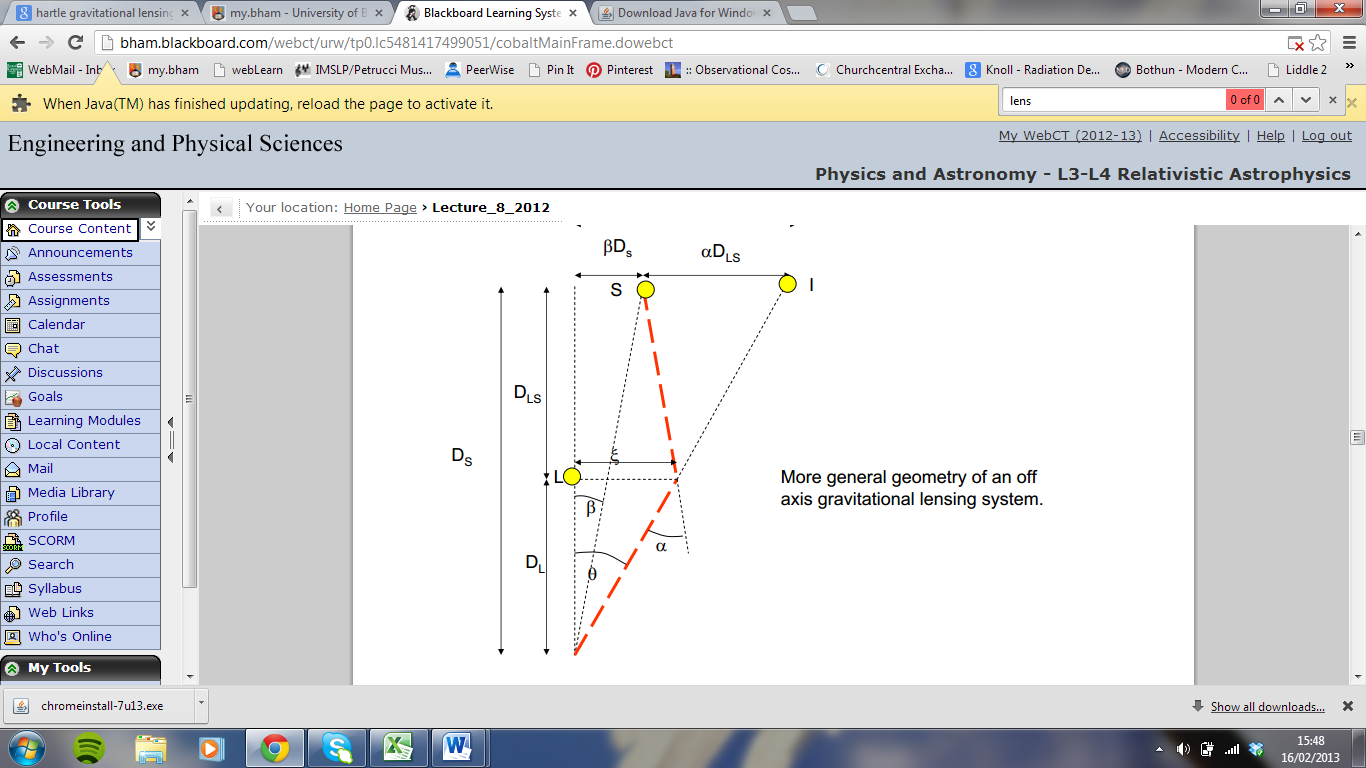 hartle gravitational lensing
my.bham - University of B
Blackboard Learning Syste
Download Java for Window
bham.blackboard.com/webct/urw/tp0.lc5481417499051/cobaltMainFrame.dowebct
WebMail - Inb
my.bham
webLearn
IMSLP/Petrucci Mus...
PeerWise
Pin It
Pinterest
:: Observational Cos...
Churchcentral Excha...
Knoll - Radiation De...
Bothun - Modern C...
Liddle 2
When Java(TM) has finished updating, reload the page to activate it.
lens
0 of 0
Engineering and Physical Sciences
My WebCT (2012-13) | Accessibility | Help | Log out
Physics and Astronomy - L3-L4 Relativistic Astrophysics
Course Tools
Your location: Home Page › Lecture_8_2012
Course Content
Announcements
Assessments
Assignments
Calendar
Chat
Discussions
Goals
Learning Modules
Local Content
Mail
Media Library
Profile
SCORM
SCORM
Search
Syllabus
Web Links
Who's Online
My Tools
βDs
αDLS
S
I
DLS
DS
ξ
L
β
α
DL
θ
More general geometry of an off
axis gravitational lensing system.
chromeinstall-7u13.exe
Show all downloads...
15:48
16/02/2013